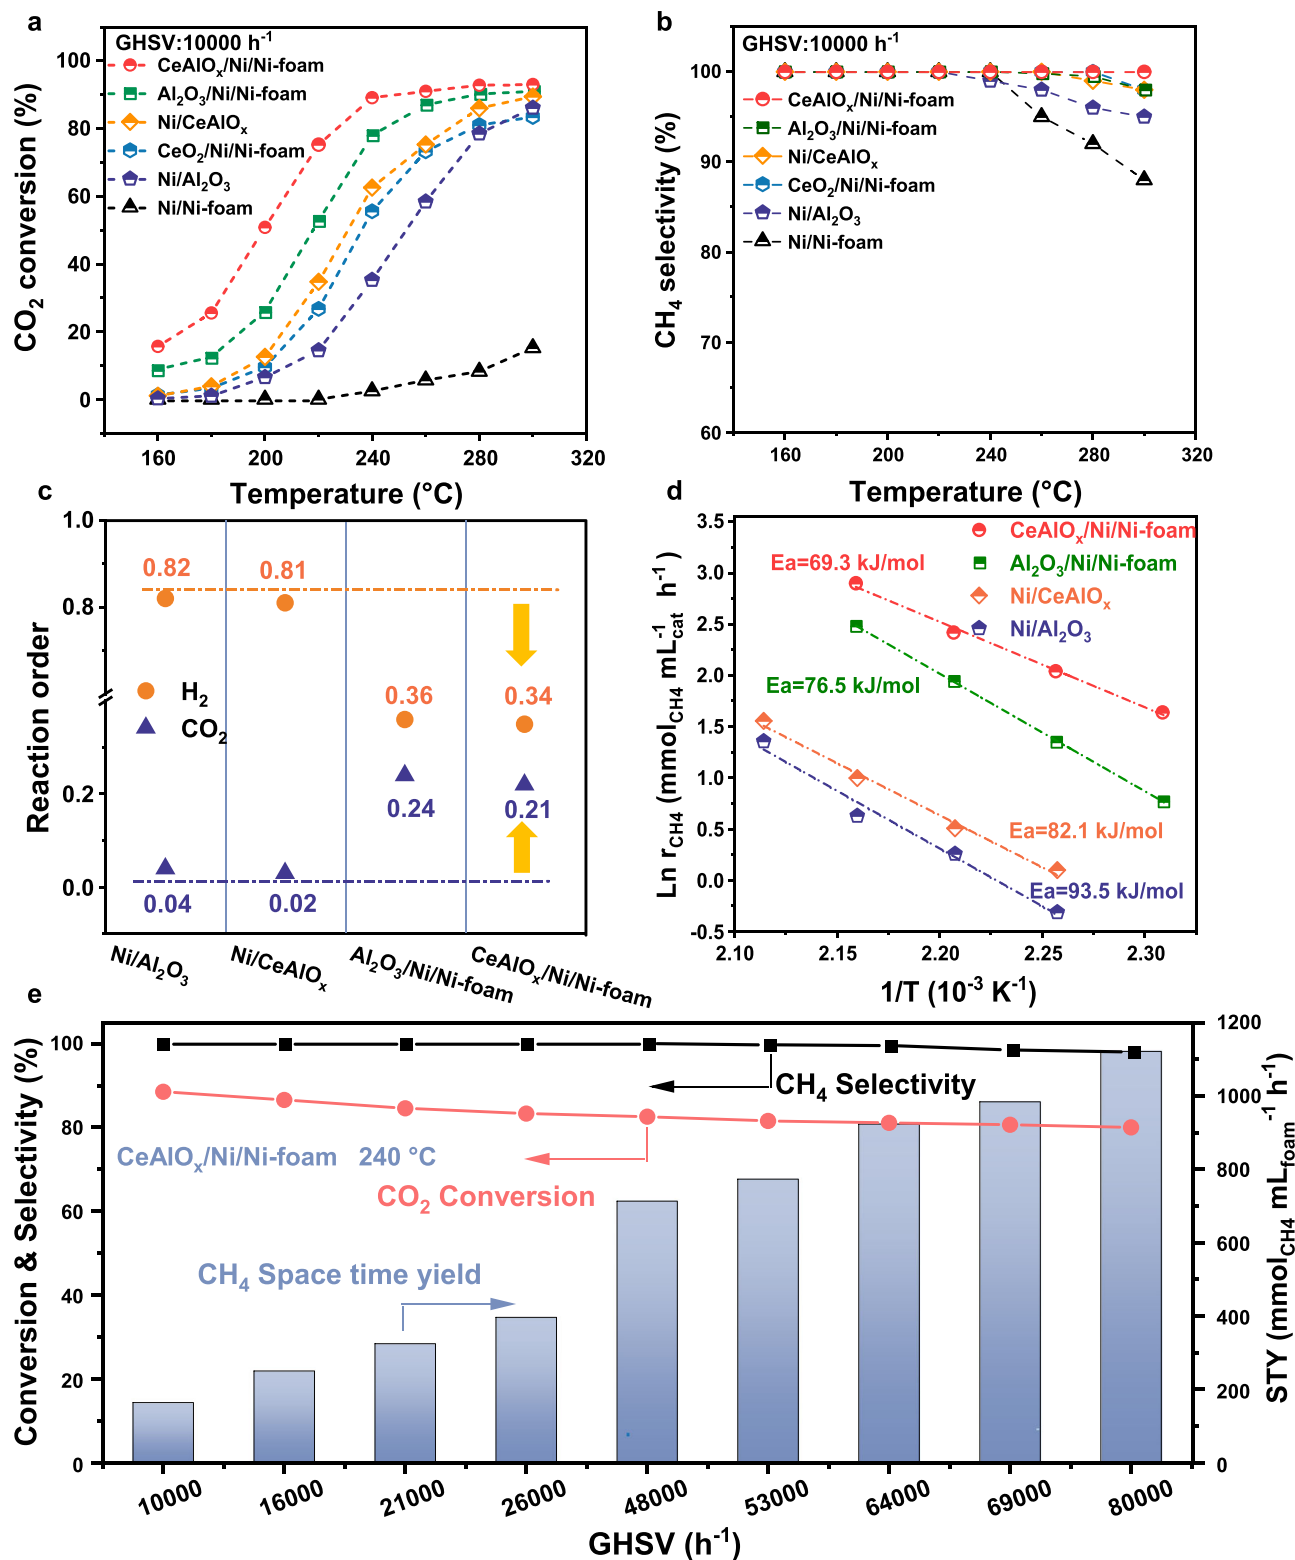 a
GHSV:10000 h⁻¹
CeAlOₓ/Ni/Ni-foam
Al₂O₃/Ni/Ni-foam
Ni/CeAlOₓ
CeO₂/Ni/Ni-foam
Ni/Al₂O₃
Ni/Ni-foam
CO₂ conversion (%)
100
80
60
40
20
0
160 200 240 280 320
Temperature (°C)
b
GHSV:10000 h⁻¹
CeAlOₓ/Ni/Ni-foam
Al₂O₃/Ni/Ni-foam
Ni/CeAlOₓ
CeO₂/Ni/Ni-foam
Ni/Al₂O₃
Ni/Ni-foam
CH₄ selectivity (%)
100
90
80
70
60
160 200 240 280 320
Temperature (°C)
c
Reaction order
1.0
0.8
0.2
0.0
0.82
0.81
H₂
CO₂
0.36
0.34
0.24
0.21
0.04
0.02
Ni/Al₂O₃
Ni/CeAlOₓ
Al₂O₃/Ni/Ni-foam
CeAlOₓ/Ni/Ni-foam
d
Ln r_CH4 (mmol_CH4 mL⁻¹_cat h⁻¹)
3.5
3.0
2.5
2.0
1.5
1.0
0.5
0.0
-0.5
CeAlOₓ/Ni/Ni-foam
Al₂O₃/Ni/Ni-foam
Ni/CeAlOₓ
Ni/Al₂O₃
Ea=69.3 kJ/mol
Ea=76.5 kJ/mol
Ea=82.1 kJ/mol
Ea=93.5 kJ/mol
2.10 2.15 2.20 2.25 2.30
1/T (10⁻³ K⁻¹)
e
Conversion & Selectivity (%)
100
80
60
40
20
0
CH₄ Selectivity
CeAlOₓ/Ni/Ni-foam 240 °C
CO₂ Conversion
CH₄ Space time yield
1200
1000
800
600
400
200
0
STY (mmol_CH4 mL_foam⁻¹ h⁻¹)
10000 16000 21000 26000 48000 53000 64000 69000 80000
GHSV (h⁻¹)